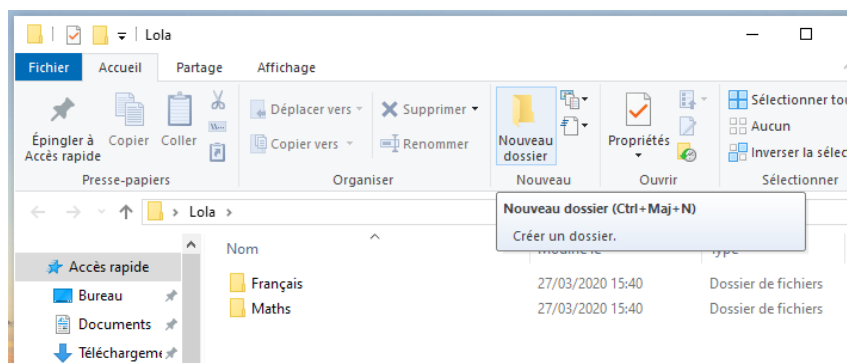 Lola
Fichier Accueil Partage Affichage
Épingler à Accès rapide
Copier
Coller
Déplacer vers
Copier vers
Supprimer
Renommer
Nouveau dossier
Propriétés
Sélectionner tou
Aucun
Inverser la sélec
Presse-papiers Organiser Nouveau Ouvrir Sélectionner
Lola
Nouveau dossier (Ctrl+Maj+N)
Créer un dossier.
Nom
Accès rapide
Bureau
Documents
Téléchargeme
Français 27/03/2020 15:40 Dossier de fichiers
Maths 27/03/2020 15:40 Dossier de fichiers